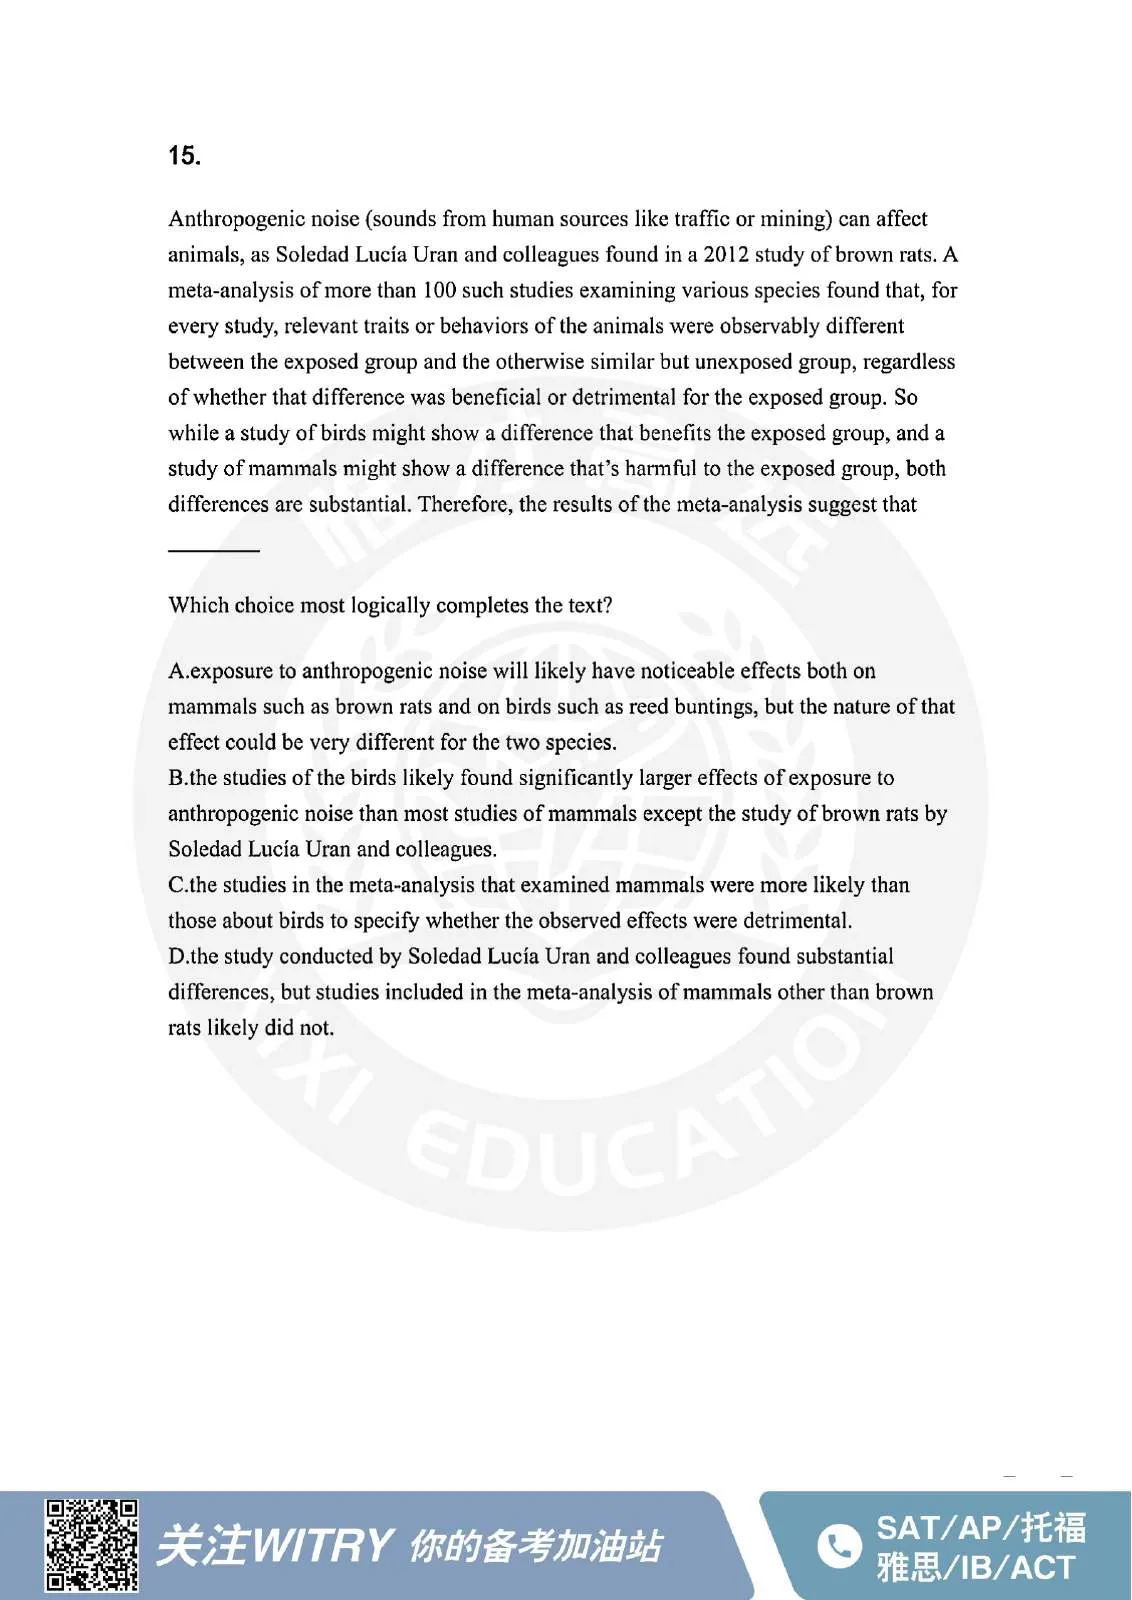 15.
Anthropogenic noise (sounds from human sources like traffic or mining) can affect
animals, as Soledad Lucía Uran and colleagues found in a 2012 study of brown rats. A
meta-analysis of more than 100 such studies examining various species found that, for
every study, relevant traits or behaviors of the animals were observably different
between the exposed group and the otherwise similar but unexposed group, regardless
of whether that difference was beneficial or detrimental for the exposed group. So
while a study of birds might show a difference that benefits the exposed group, and a
study of mammals might show a difference that's harmful to the exposed group, both
differences are substantial. Therefore, the results of the meta-analysis suggest that
Which choice most logically completes the text?
A.exposure to anthropogenic noise will likely have noticeable effects both on
mammals such as brown rats and on birds such as reed buntings, but the nature of that
effect could be very different for the two species.
B.the studies of the birds likely found significantly larger effects of exposure to
anthropogenic noise than most studies of mammals except the study of brown rats by
Soledad Lucía Uran and colleagues.
C.the studies in the meta-analysis that examined mammals were more likely than
those about birds to specify whether the observed effects were detrimental.
D.the study conducted by Soledad Lucía Uran and colleagues found substantial
differences, but studies included in the meta-analysis of mammals other than brown
rats likely did not.
EDUCATION
关注WITRY 你的备考加油站
SAT/AP/托福
雅思/IB/ACT